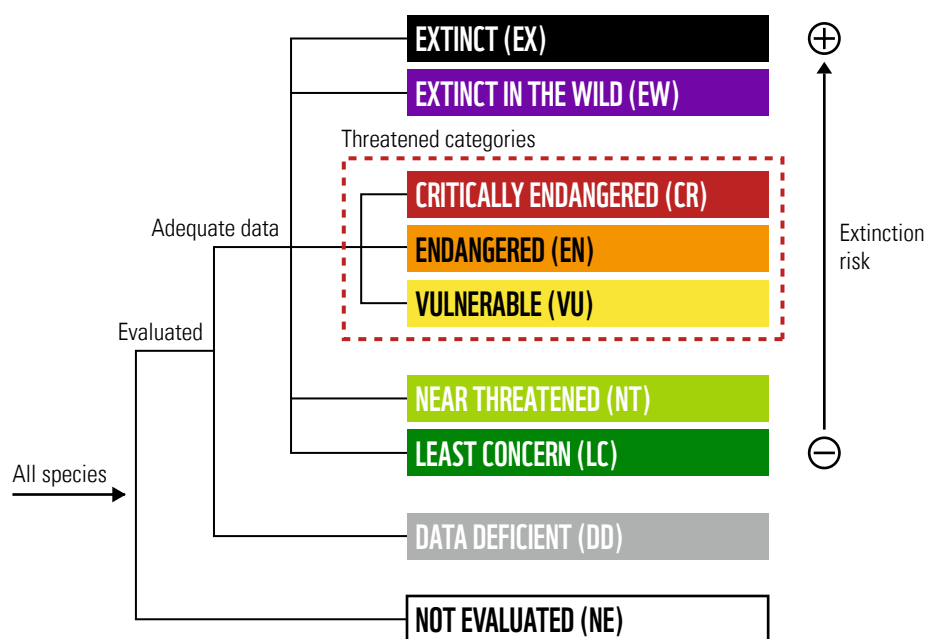 EXTINCT (EX)
EXTINCT IN THE WILD (EW)
Threatened categories
CRITICALLY ENDANGERED (CR)
Adequate data
ENDANGERED (EN)
Extinction
risk
VULNERABLE (VU)
Evaluated
NEAR THREATENED (NT)
LEAST CONCERN (LC)
All species
DATA DEFICIENT (DD)
NOT EVALUATED (NE)